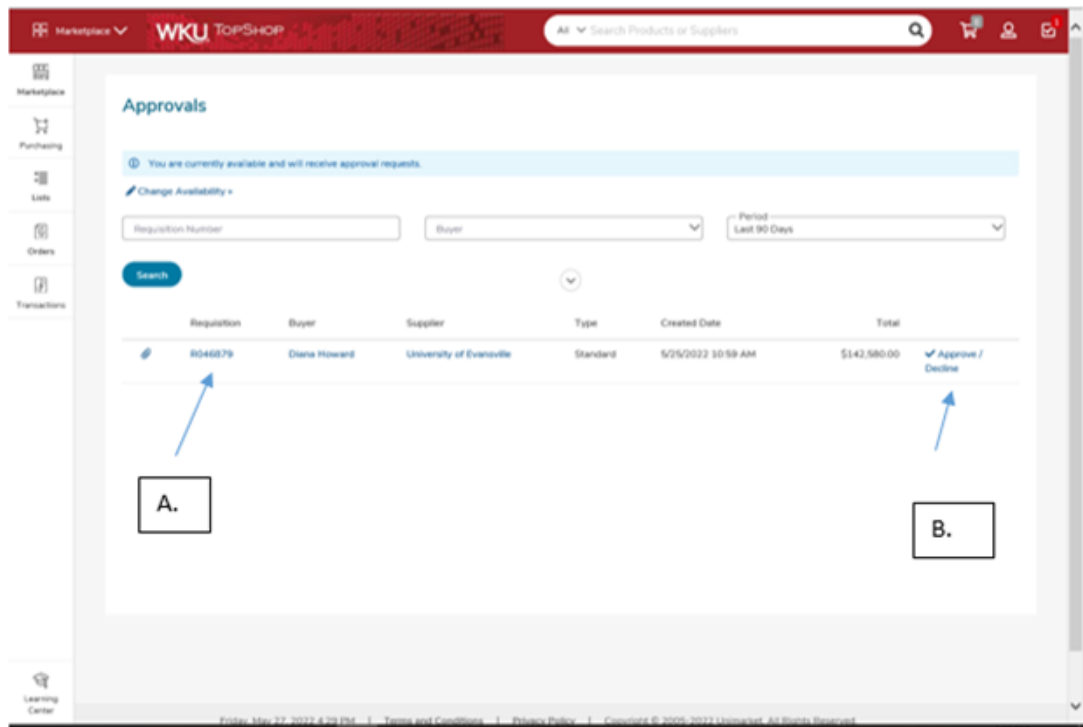 Marketplace
WKU TOPSHOP
All
Search Products or Suppliers
0
1
Marketplace
Purchasing
Lists
Orders
Transactions
Learning
Center
Approvals
You are currently available and will receive approval requests.
Change Availability »
Requisition Number
Buyer
Period
Last 90 Days
Search
Requisition Buyer Supplier Type Created Date Total
R046879 Diana Howard University of Evansville Standard 5/25/2022 10:59 AM $142,580.00 Approve /
Decline
A.
B.
Friday, May 27, 2022 4:29 PM | Terms and Conditions | Privacy Policy | Copyright © 2005-2022 Unimarket. All Rights Reserved.